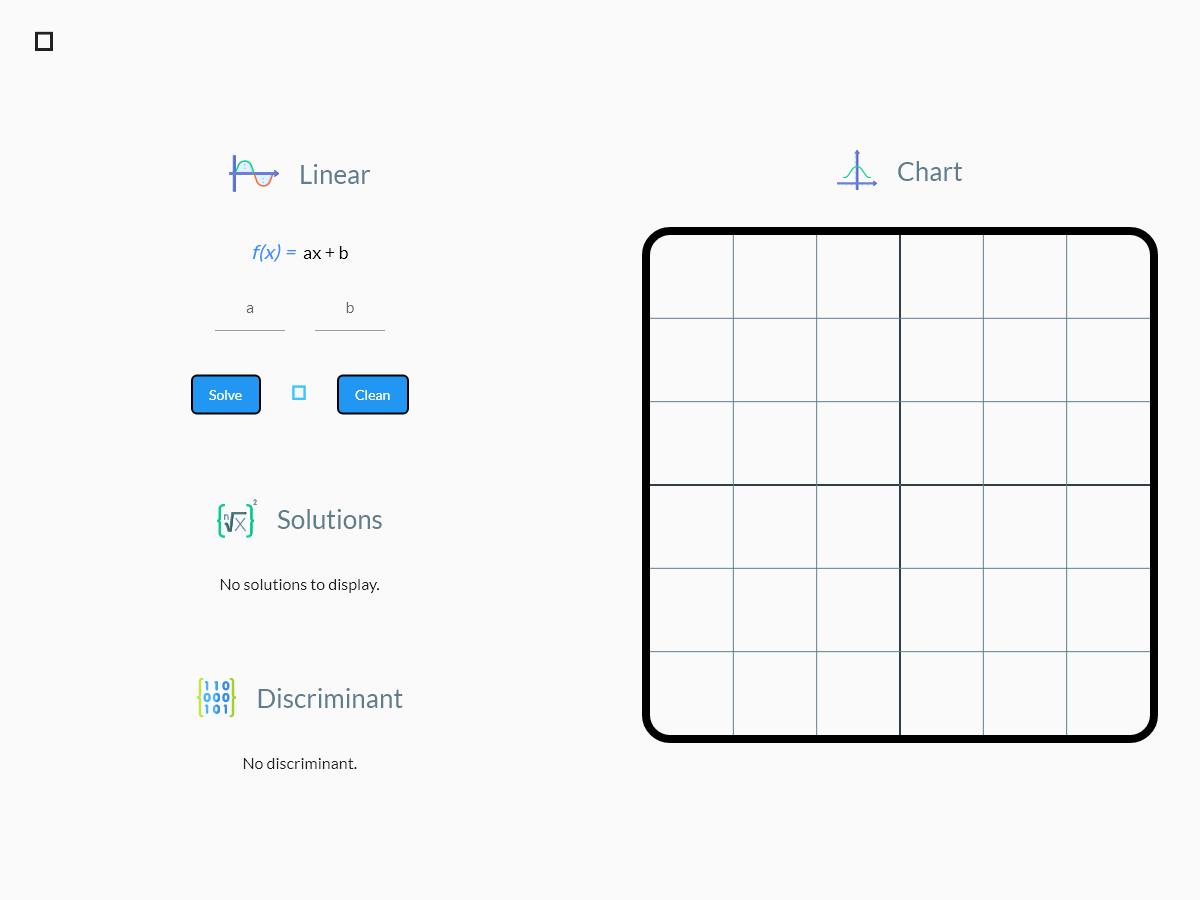 Linear
f(x) = ax + b
a b
Solve Clean
Solutions
No solutions to display.
Discriminant
No discriminant.
Chart